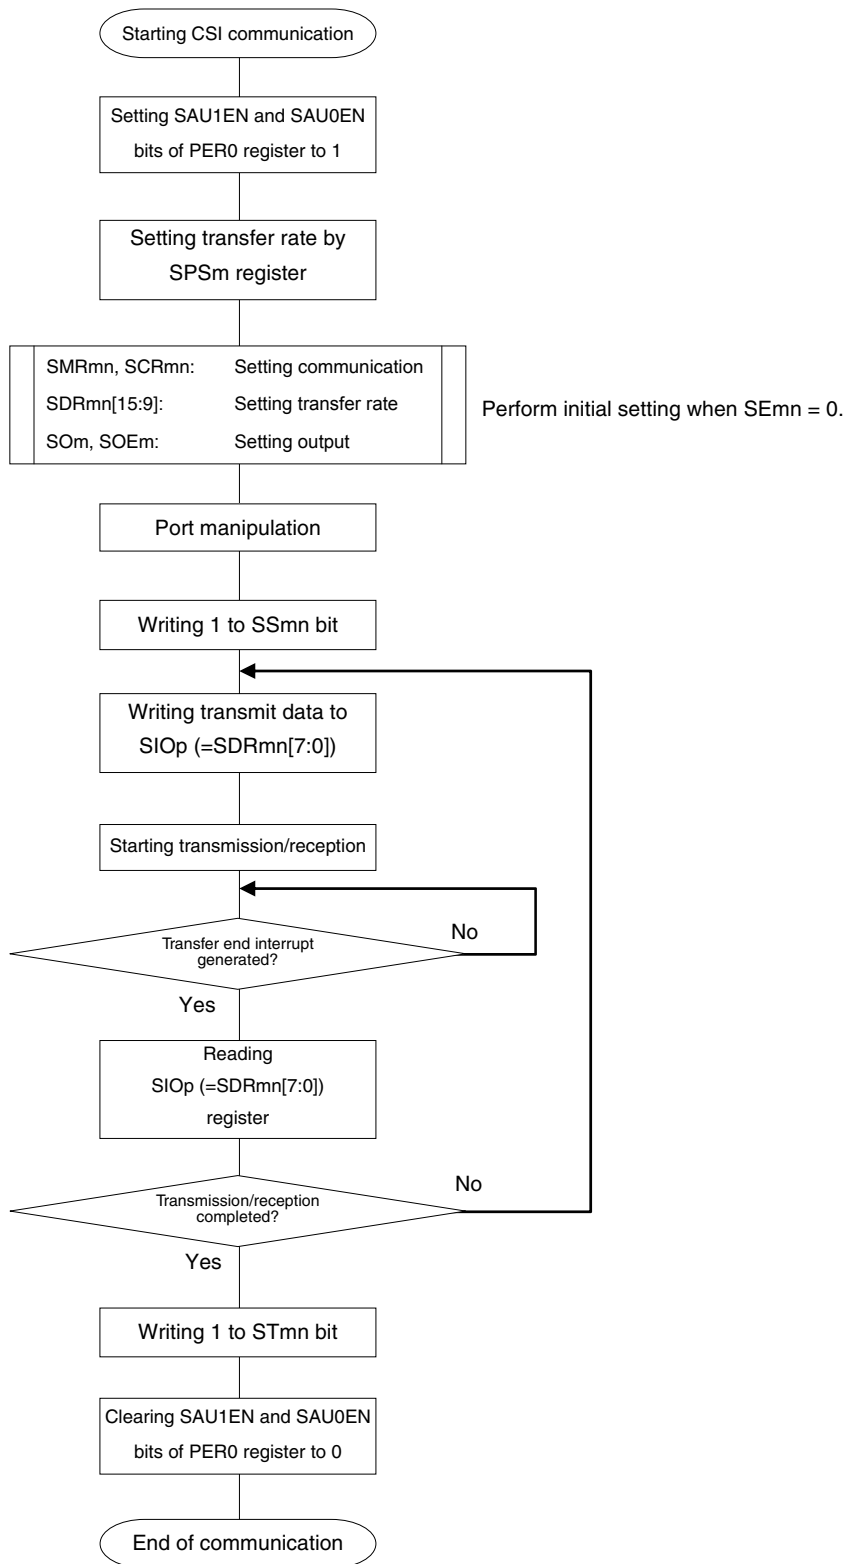 Starting CSI communication
Setting SAU1EN and SAU0EN
bits of PER0 register to 1
Setting transfer rate by
SPSm register
SMRmn, SCRmn: Setting communication
SDRmn[15:9]: Setting transfer rate
SOm, SOEm: Setting output
Perform initial setting when SEmn = 0.
Port manipulation
Writing 1 to SSmn bit
Writing transmit data to
SIOp (=SDRmn[7:0])
Starting transmission/reception
Transfer end interrupt
generated?
No
Yes
Reading
SIOp (=SDRmn[7:0])
register
Transmission/reception
completed?
No
Yes
Writing 1 to STmn bit
Clearing SAU1EN and SAU0EN
bits of PER0 register to 0
End of communication